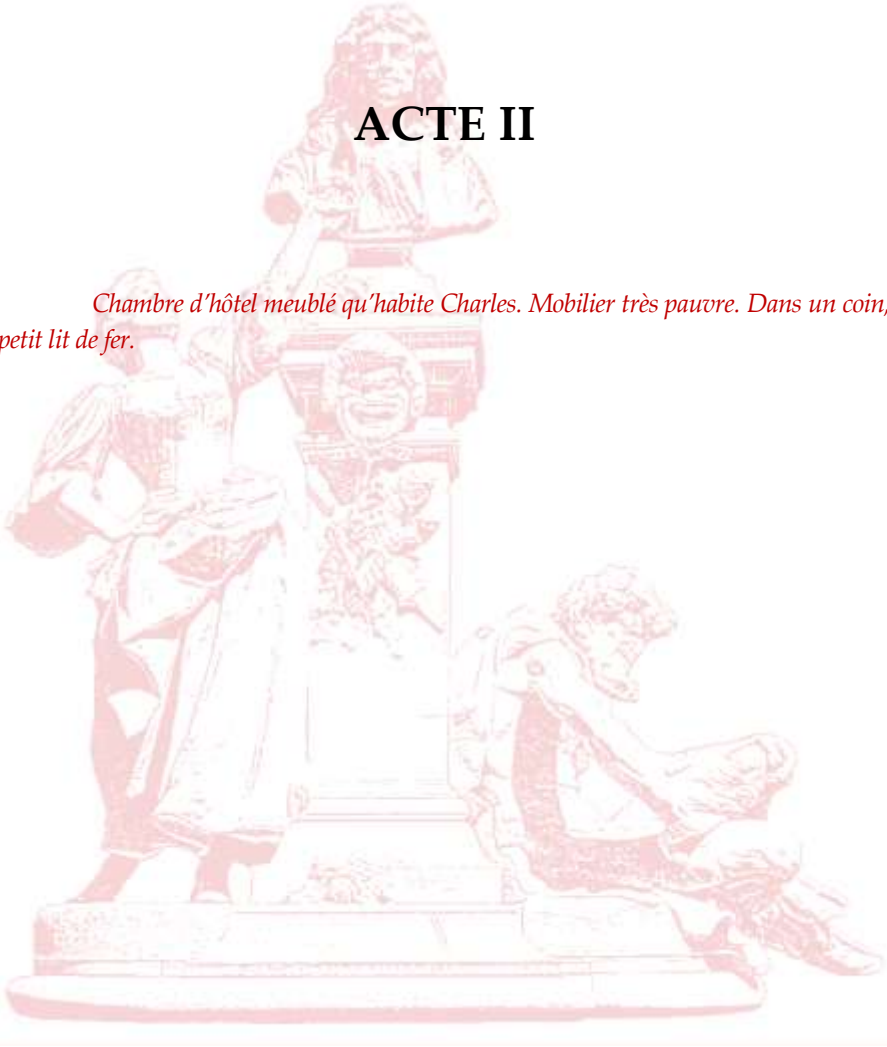 ACTE II
Chambre d’hôtel meublé qu’habite Charles. Mobilier très pauvre. Dans un coin,
petit lit de fer.